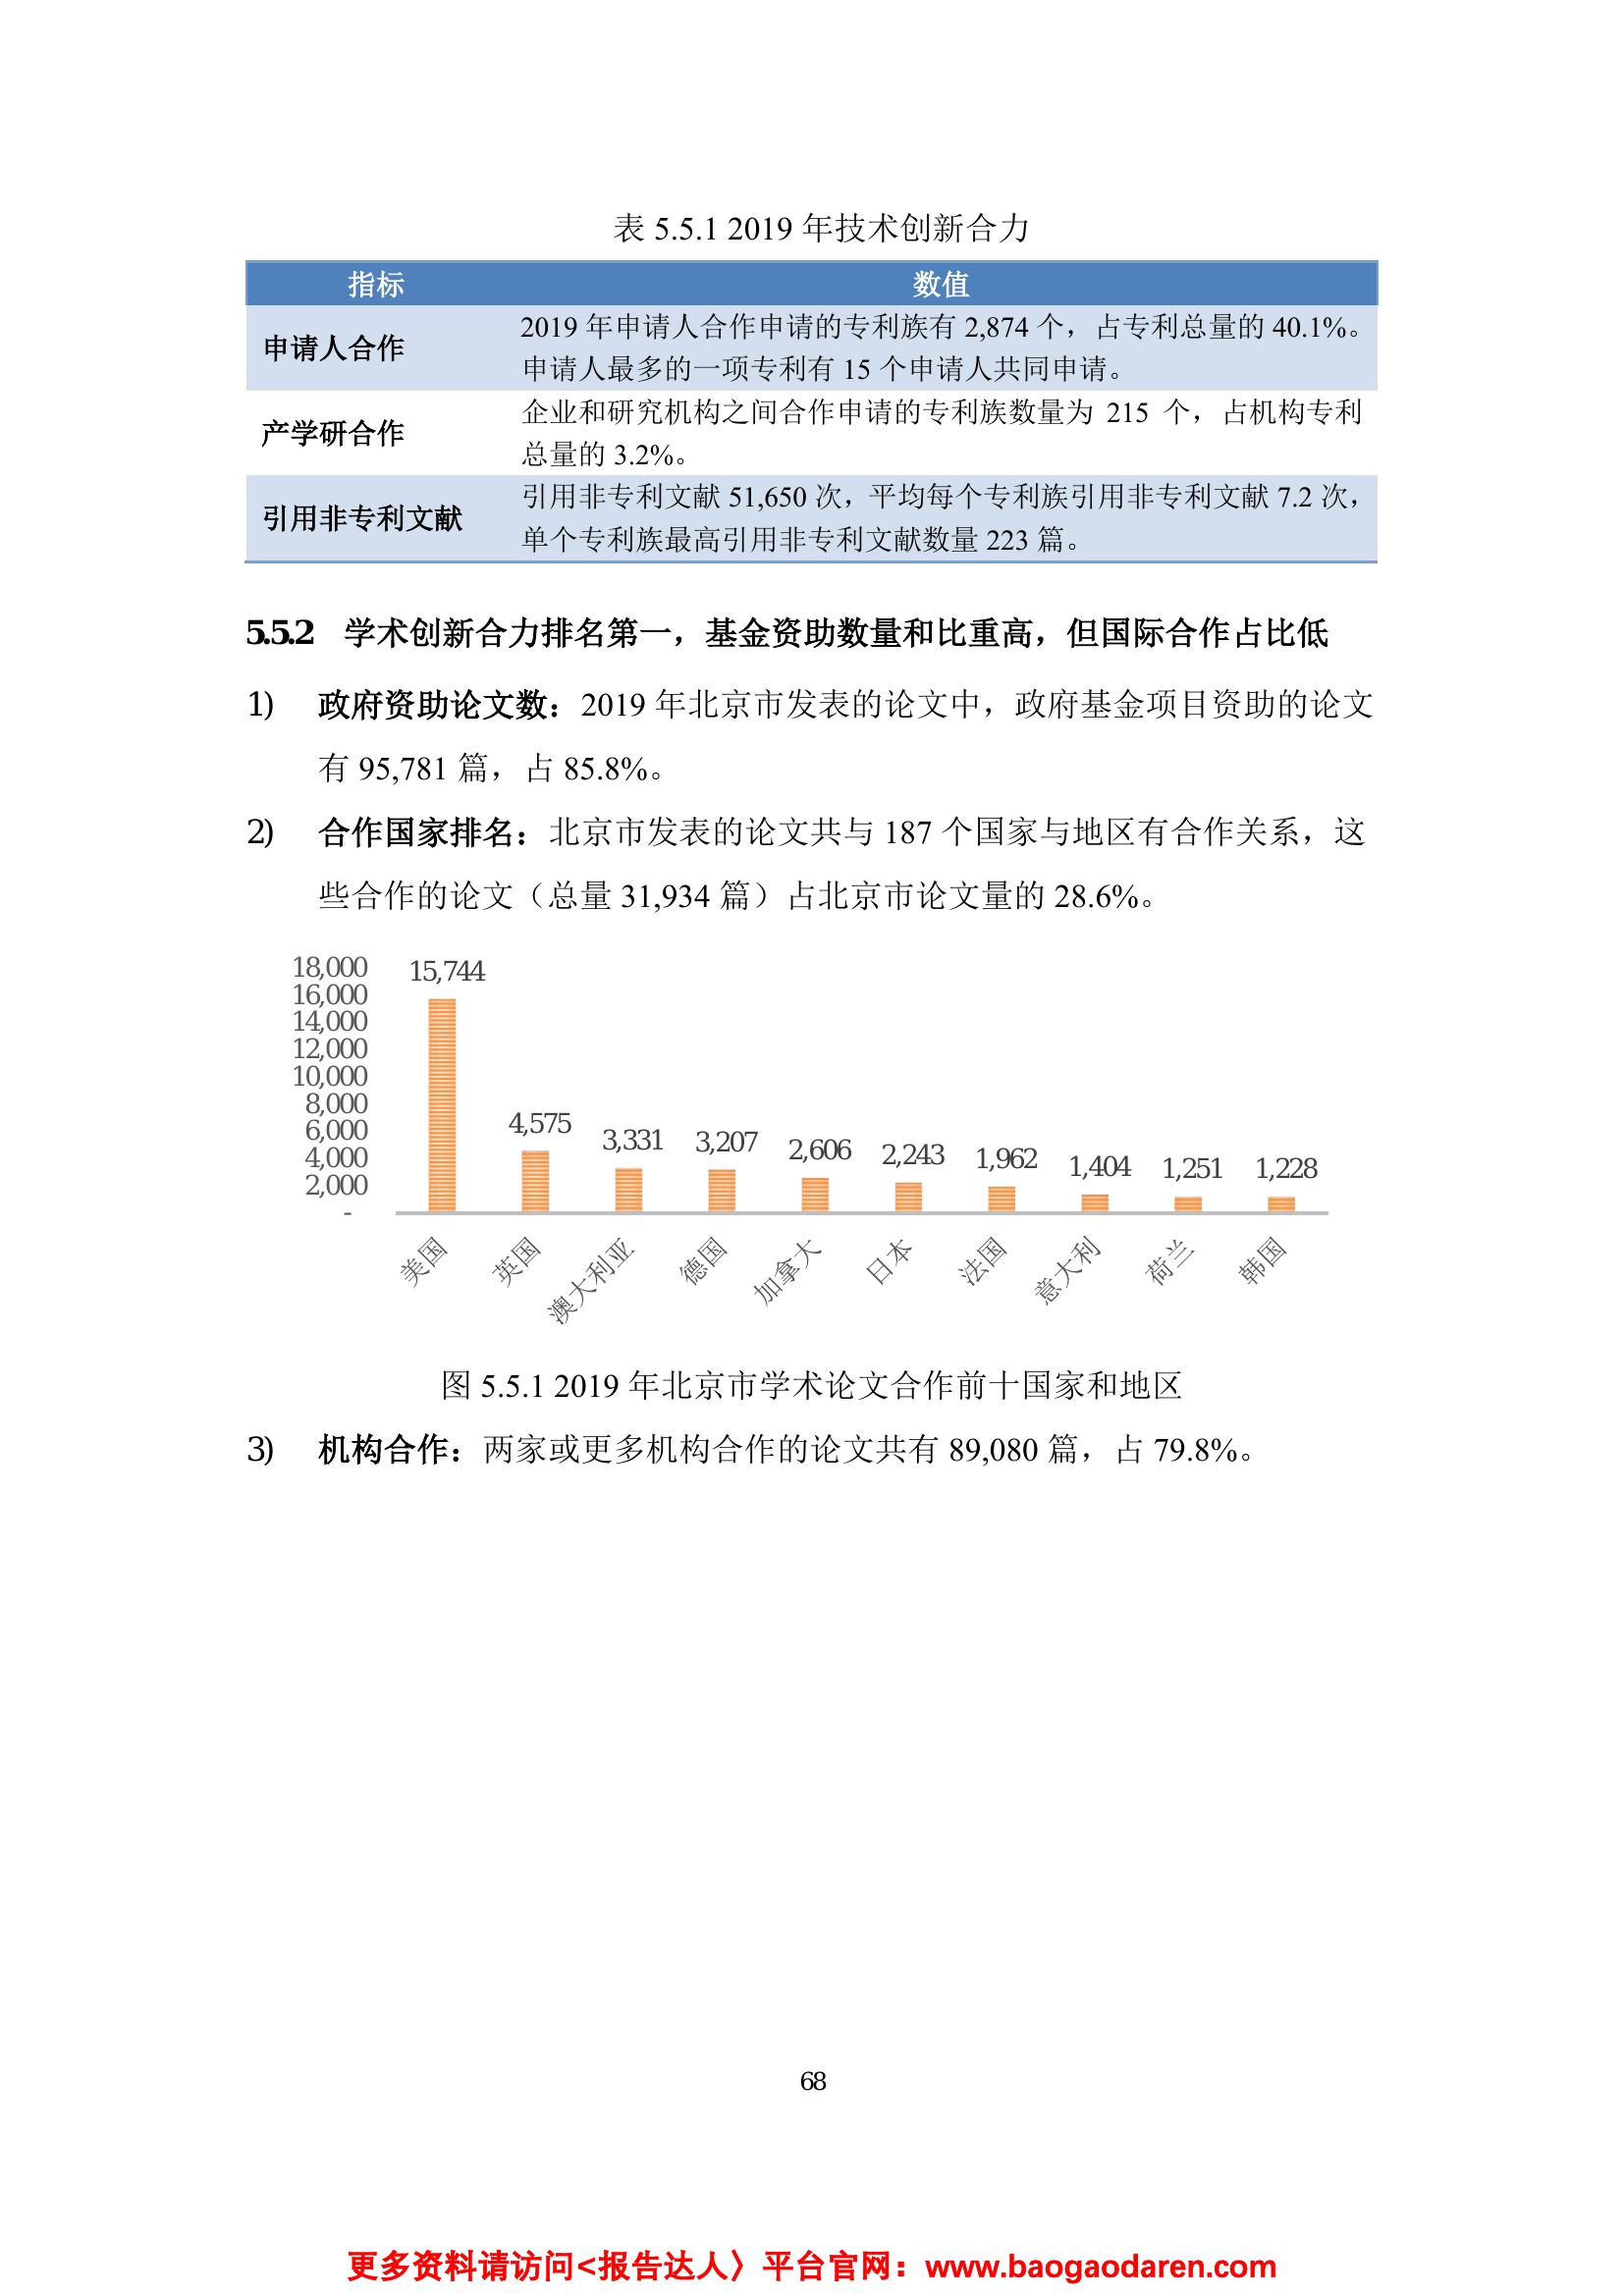 表 5.5.1 2019 年技术创新合力
指标 数值
申请人合作
2019 年申请人合作申请的专利族有 2,874 个，占专利总量的 40.1%。
申请人最多的一项专利有 15 个申请人共同申请。
产学研合作
企业和研究机构之间合作申请的专利族数量为 215 个，占机构专利
总量的 3.2%。
引用非专利文献
引用非专利文献 51,650 次，平均每个专利族引用非专利文献 7.2 次，
单个专利族最高引用非专利文献数量 223 篇。
5.5.2 学术创新合力排名第一，基金资助数量和比重高，但国际合作占比低
1) 政府资助论文数：2019 年北京市发表的论文中，政府基金项目资助的论文
有 95,781 篇，占 85.8%。
2) 合作国家排名：北京市发表的论文共与 187 个国家与地区有合作关系，这
些合作的论文（总量 31,934 篇）占北京市论文量的 28.6%。
18,000
16,000
14,000
12,000
10,000
8,000
6,000
4,000
2,000
-
15,744
4,575
3,331
3,207
2,606
2,243
1,962
1,404
1,251
1,228
美国
英国
澳大利亚
德国
加拿大
日本
法国
意大利
荷兰
韩国
图 5.5.1 2019 年北京市学术论文合作前十国家和地区
3) 机构合作：两家或更多机构合作的论文共有 89,080 篇，占 79.8%。
68
更多资料请访问<报告达人〉平台官网：www.baogaodaren.com